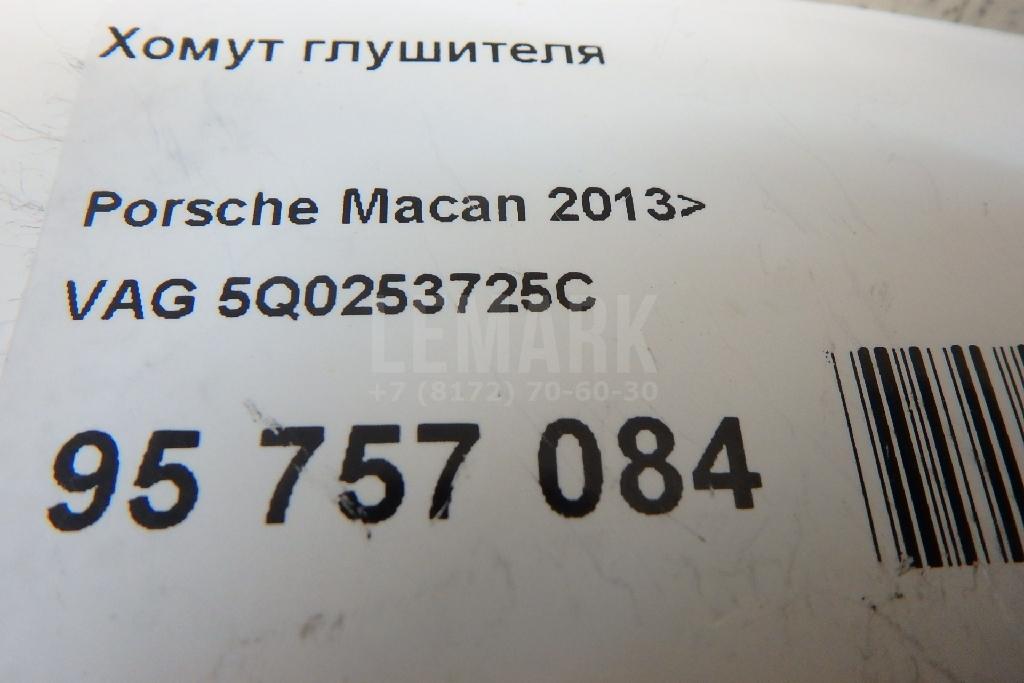 Хомут глушителя
Porsche Macan 2013>
VAG 5Q0253725C
LEMARK
+7 (8172) 70-60-30
95 757 084